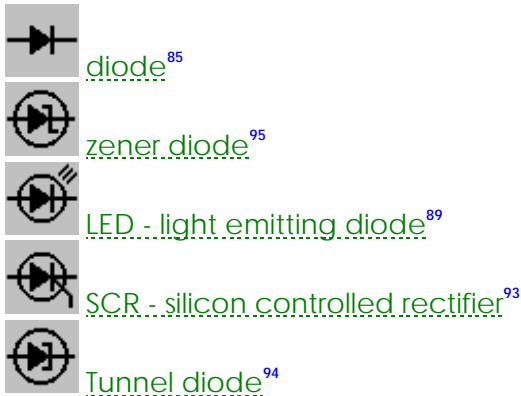 diode85
zener diode95
LED - light emitting diode89
SCR - silicon controlled rectifier93
Tunnel diode94